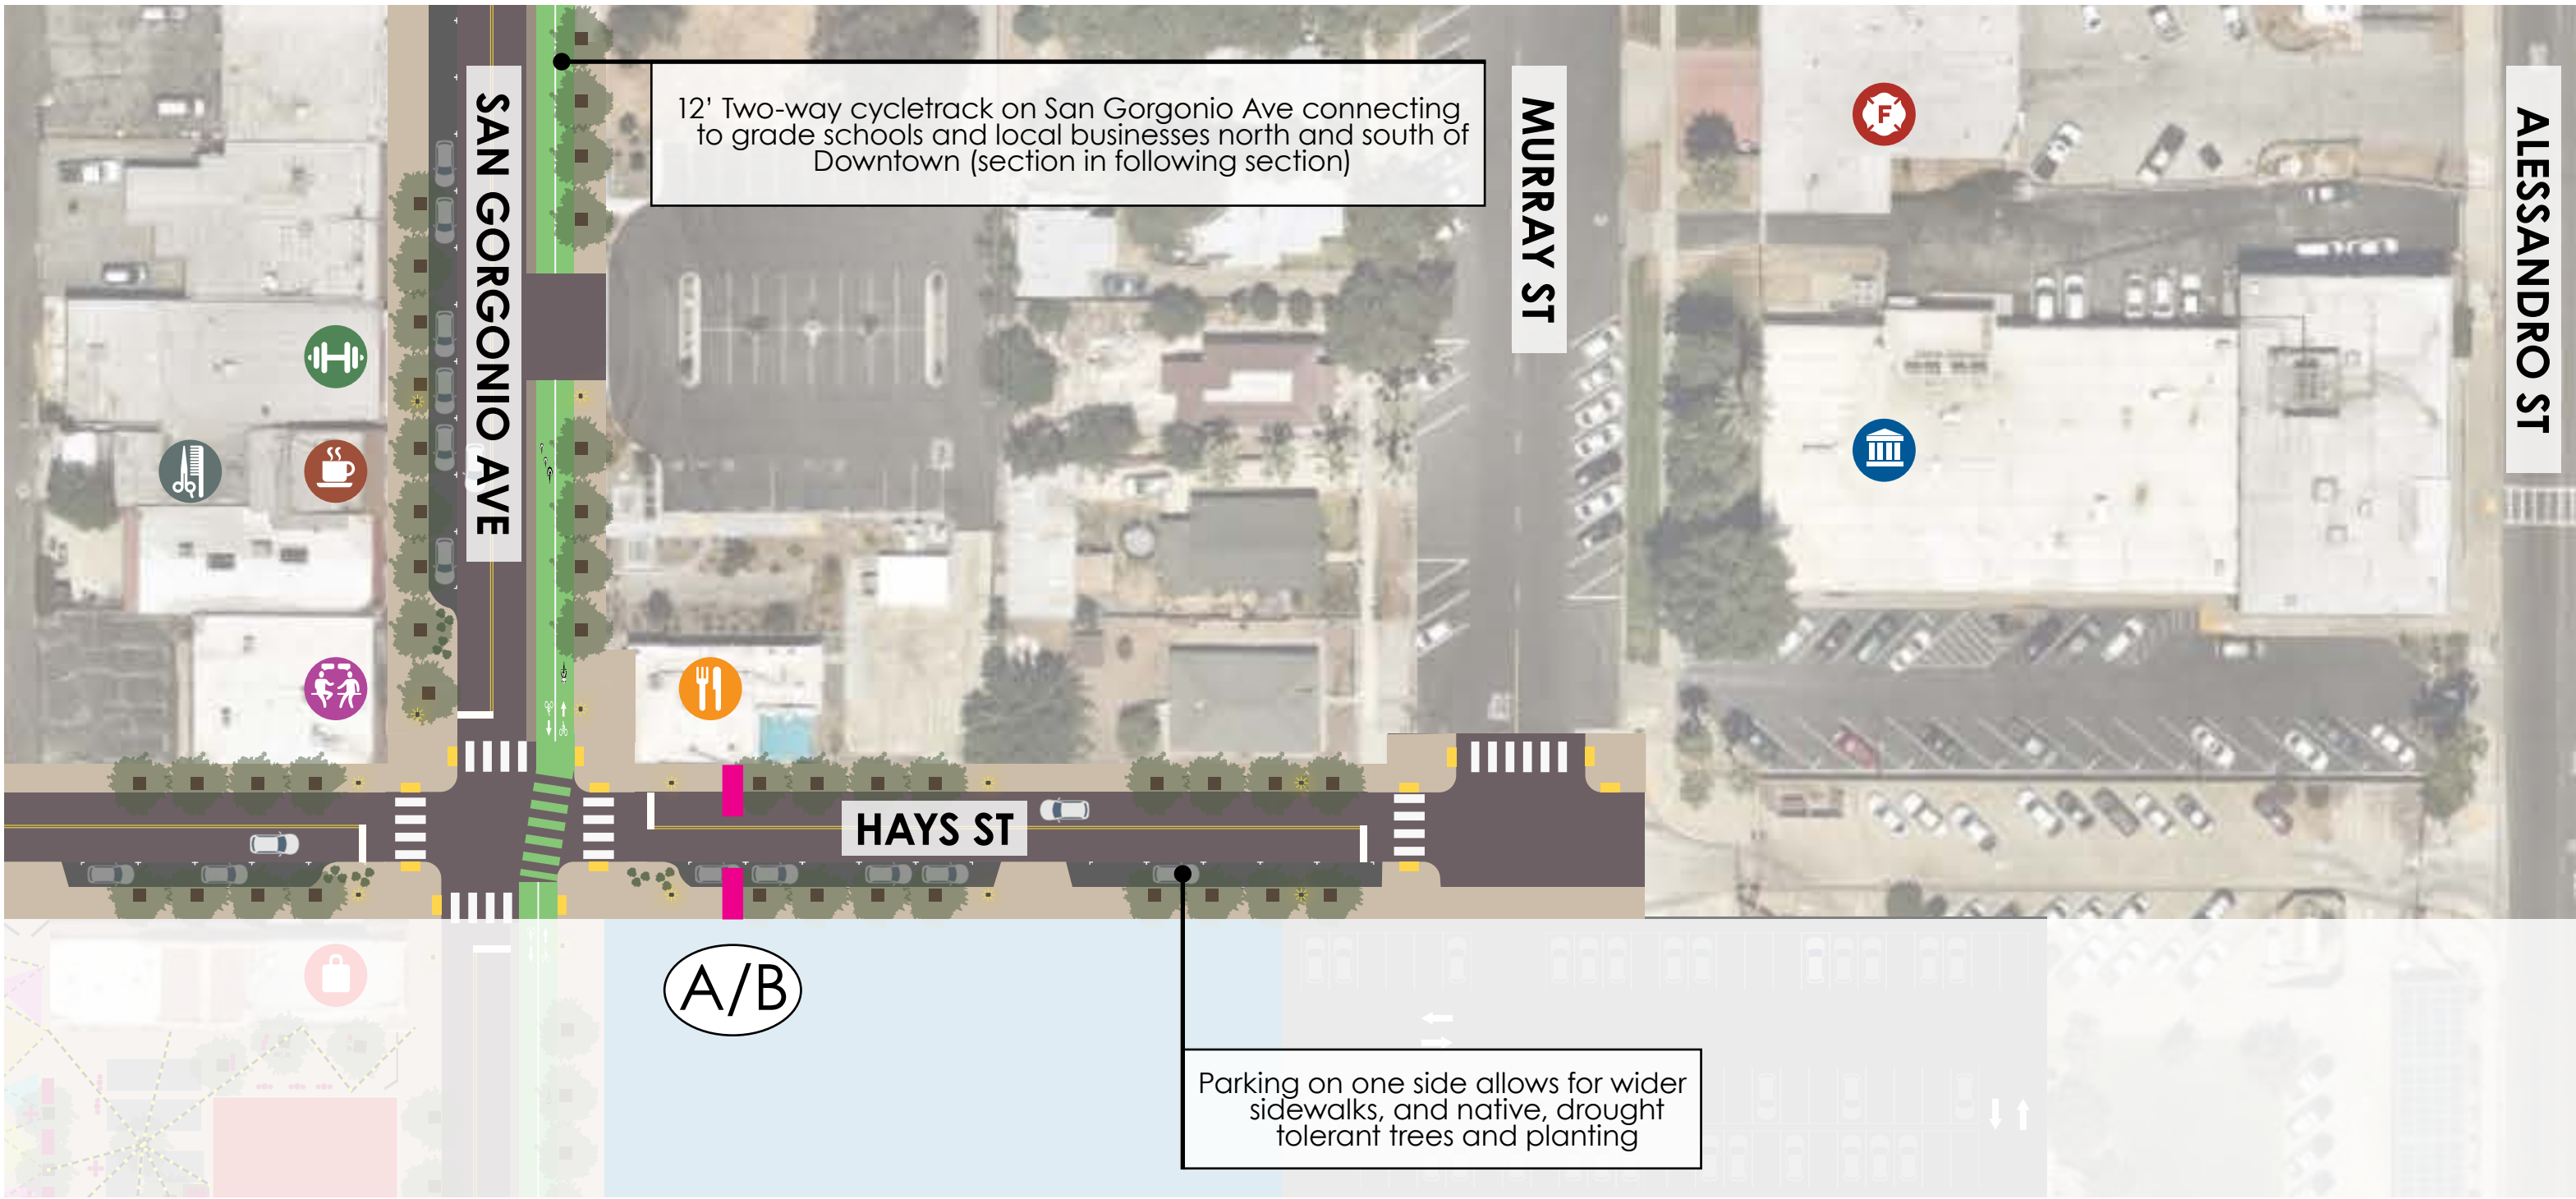 SAN GORGONIO AVE
12’ Two-way cycletrack on San Gorgonio Ave connecting
to grade schools and local businesses north and south of
Downtown (section in following section)
MURRAY ST
F
ALESSANDRO ST
HAYS ST
A/B
Parking on one side allows for wider
sidewalks, and native, drought
tolerant trees and planting